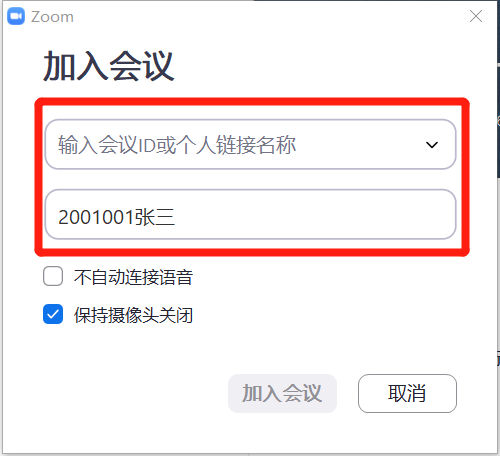 Zoom
加入会议
输入会议ID或个人链接名称
2001001张三
不自动连接语音
保持摄像头关闭
加入会议 取消